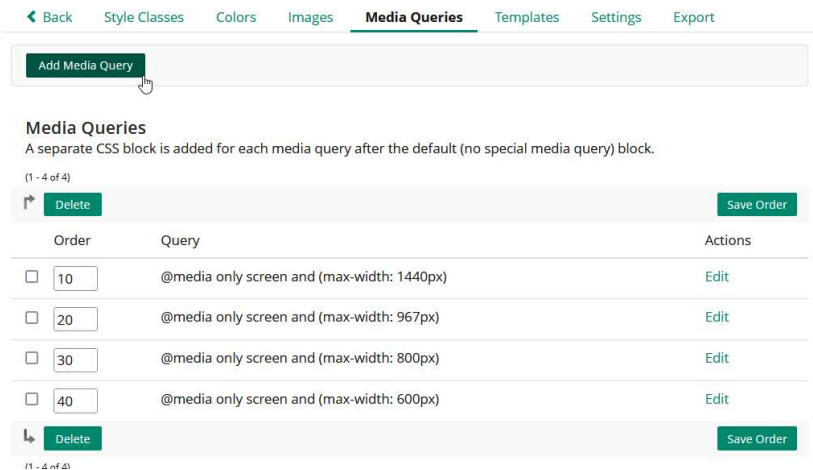 Back Style Classes Colors Images Media Queries Templates Settings Export
Add Media Query
Media Queries
A separate CSS block is added for each media query after the default (no special media query) block.
(1 - 4 of 4)
Delete Save Order
Order Query Actions
10 @media only screen and (max-width: 1440px) Edit
20 @media only screen and (max-width: 967px) Edit
30 @media only screen and (max-width: 800px) Edit
40 @media only screen and (max-width: 600px) Edit
Delete Save Order
(1 - 4 of 4)